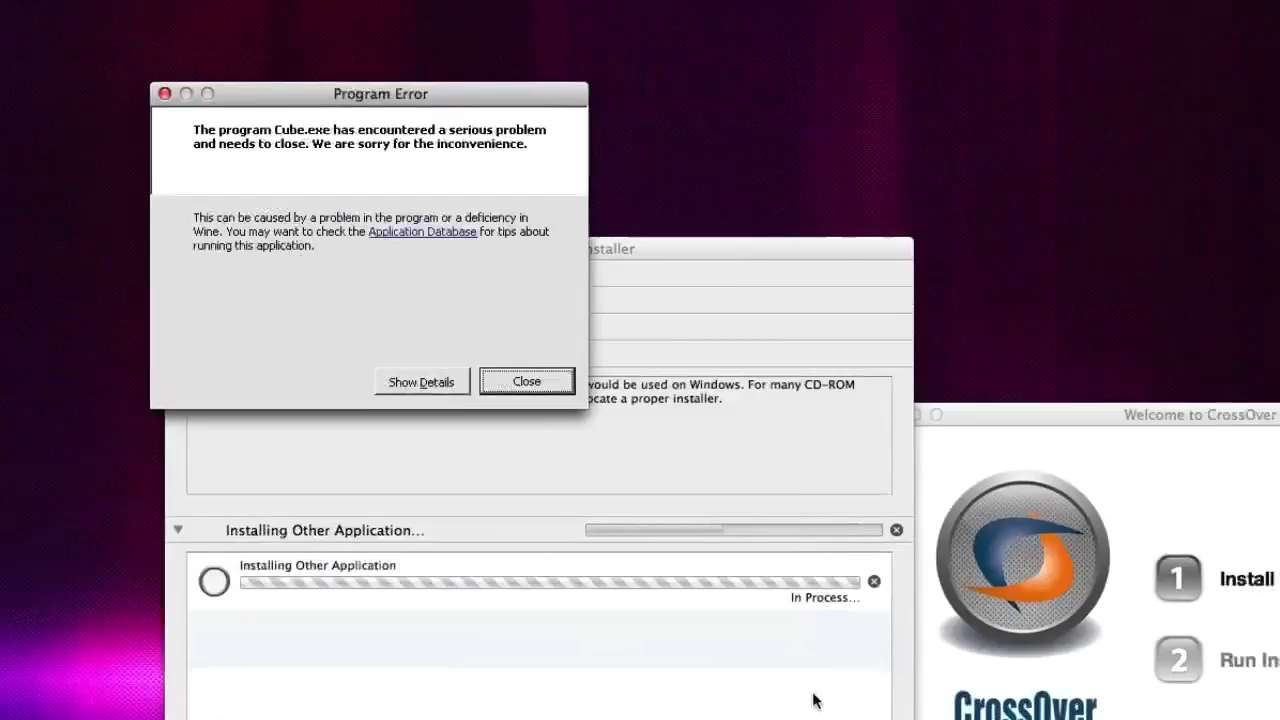 Program Error
The program Cube.exe has encountered a serious problem
and needs to close. We are sorry for the inconvenience.
This can be caused by a problem in the program or a deficiency in
Wine. You may want to check the Application Database for tips about
running this application.
Show Details
Close
nstaller
would be used on Windows. For many CD-ROM
ocate a proper installer.
Installing Other Application...
Installing Other Application
In Process...
Welcome to CrossOver
1 Install
2 Run In
CrossOver